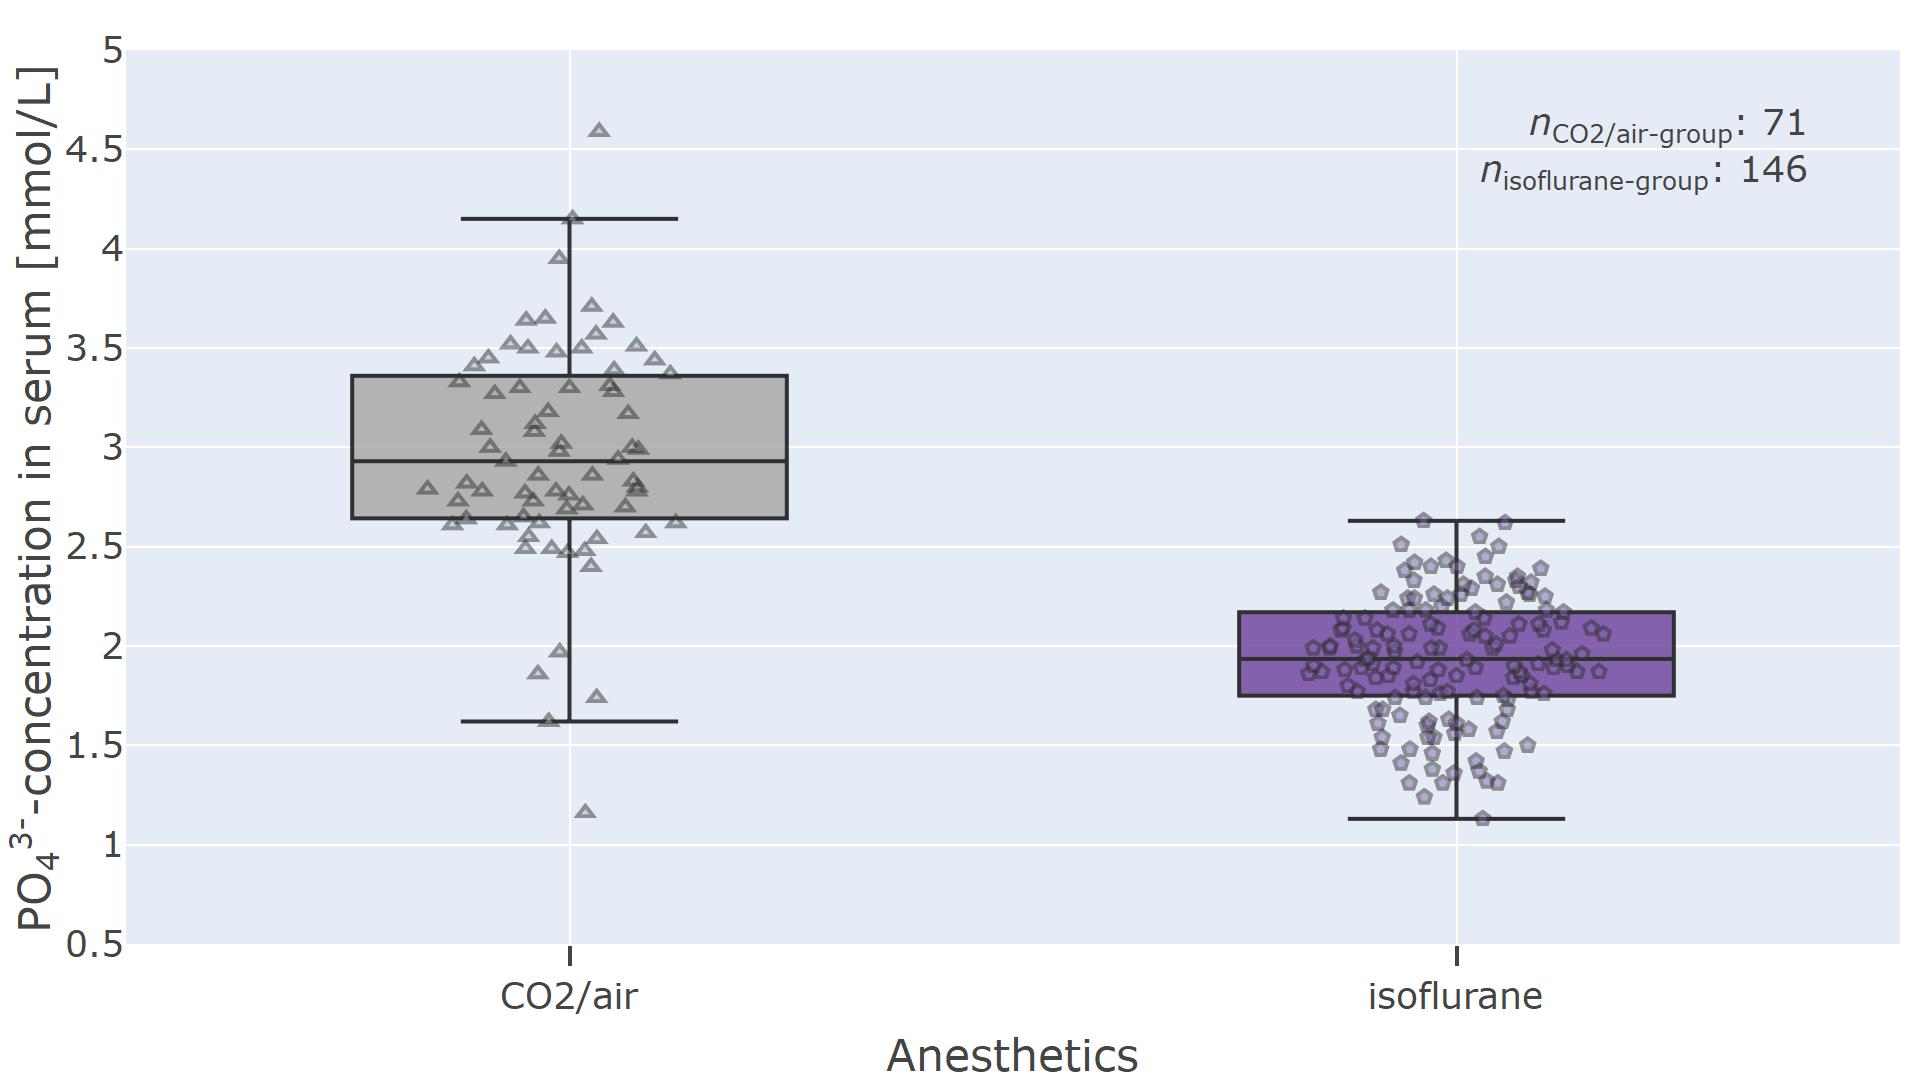 PO₄³⁻-concentration in serum [mmol/L]
5
4.5
4
3.5
3
2.5
2
1.5
1
0.5
nCO2/air-group: 71
nisoflurane-group: 146
CO2/air
isoflurane
Anesthetics